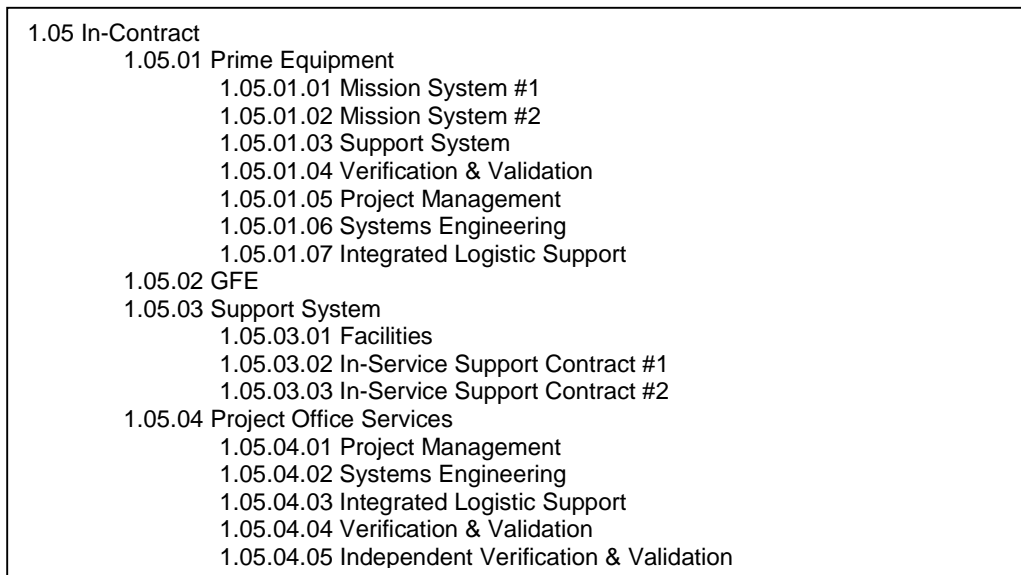 1.05 In-Contract
1.05.01 Prime Equipment
1.05.01.01 Mission System #1
1.05.01.02 Mission System #2
1.05.01.03 Support System
1.05.01.04 Verification & Validation
1.05.01.05 Project Management
1.05.01.06 Systems Engineering
1.05.01.07 Integrated Logistic Support
1.05.02 GFE
1.05.03 Support System
1.05.03.01 Facilities
1.05.03.02 In-Service Support Contract #1
1.05.03.03 In-Service Support Contract #2
1.05.04 Project Office Services
1.05.04.01 Project Management
1.05.04.02 Systems Engineering
1.05.04.03 Integrated Logistic Support
1.05.04.04 Verification & Validation
1.05.04.05 Independent Verification & Validation